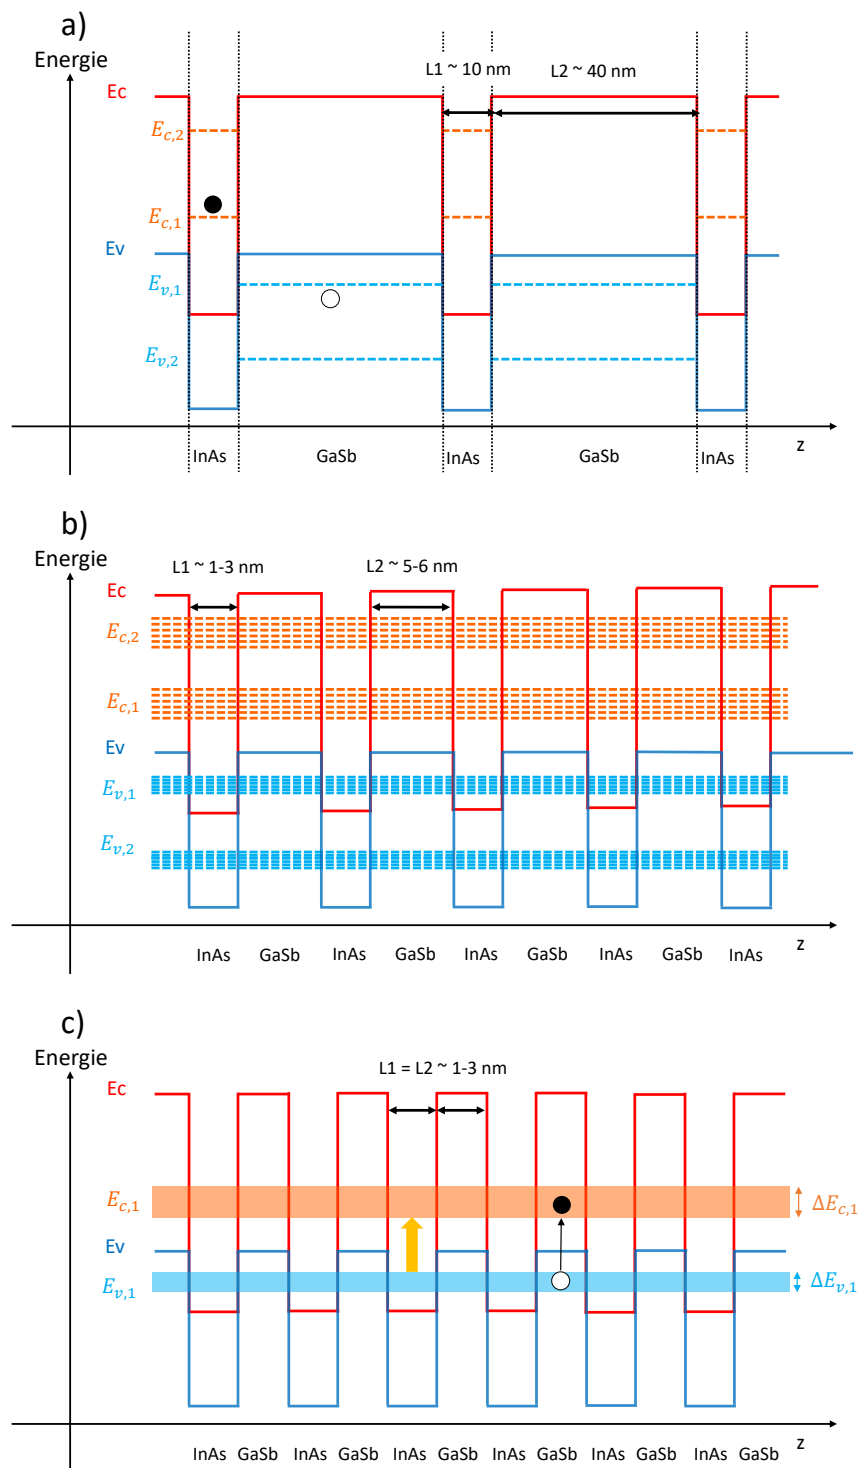 a)
Energie
L1 ~ 10 nm
L2 ~ 40 nm
Ec
E_{c,2}
E_{c,1}
Ev
E_{v,1}
E_{v,2}
z
InAs GaSb InAs GaSb InAs
b)
Energie
L1 ~ 1-3 nm
L2 ~ 5-6 nm
Ec
E_{c,2}
E_{c,1}
Ev
E_{v,1}
E_{v,2}
z
InAs GaSb InAs GaSb InAs GaSb InAs GaSb InAs
c)
Energie
L1 = L2 ~ 1-3 nm
Ec
E_{c,1}
ΔE_{c,1}
Ev
E_{v,1}
ΔE_{v,1}
z
InAs GaSb InAs GaSb InAs GaSb InAs GaSb InAs GaSb InAs GaSb